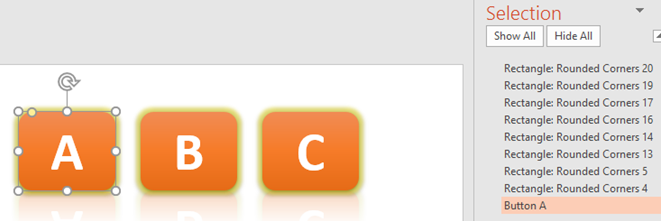 Selection
Show All Hide All
A B C
Rectangle: Rounded Corners 20
Rectangle: Rounded Corners 19
Rectangle: Rounded Corners 17
Rectangle: Rounded Corners 16
Rectangle: Rounded Corners 14
Rectangle: Rounded Corners 13
Rectangle: Rounded Corners 5
Rectangle: Rounded Corners 4
Button A